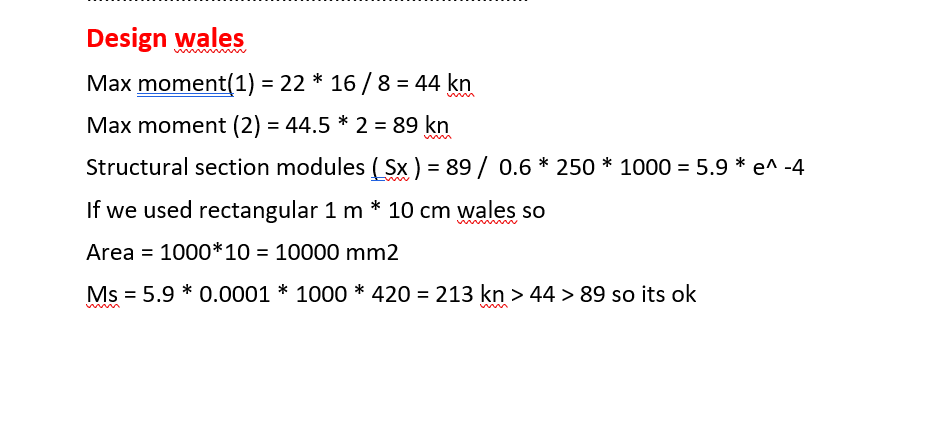 Design wales
Max moment(1) = 22 * 16 / 8 = 44 kn
Max moment (2) = 44.5 * 2 = 89 kn
Structural section modules ( Sx ) = 89 / 0.6 * 250 * 1000 = 5.9 * e^ -4
If we used rectangular 1 m * 10 cm wales so
Area = 1000*10 = 10000 mm2
Ms = 5.9 * 0.0001 * 1000 * 420 = 213 kn > 44 > 89 so its ok